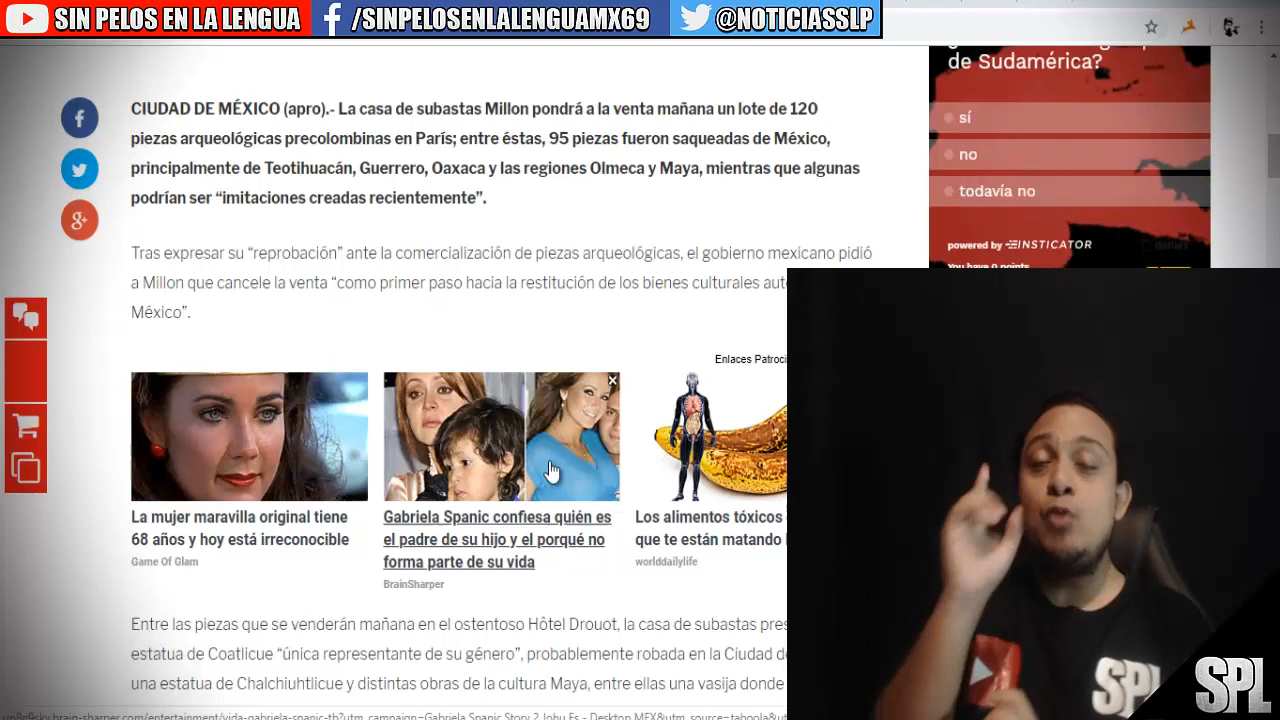 SIN PELOS EN LA LENGUA
/SINPELOSENLALENGUAMX69
@NOTICIASSLP
CIUDAD DE MÉXICO (apro).- La casa de subastas Millon pondrá a la venta mañana un lote de 120
piezas arqueológicas precolombinas en París; entre éstas, 95 piezas fueron saqueadas de México,
principalmente de Teotihuacán, Guerrero, Oaxaca y las regiones Olmeca y Maya, mientras que algunas
podrían ser “imitaciones creadas recientemente”.
Tras expresar su “reprobación” ante la comercialización de piezas arqueológicas, el gobierno mexicano pidió
a Millon que cancele la venta “como primer paso hacia la restitución de los bienes culturales
México”.
Enlaces
La mujer maravilla original tiene
68 años y hoy está irreconocible
Game Of Glam
Gabriela Spanic confiesa quién es
el padre de su hijo y el porqué no
forma parte de su vida
BrainSharper
Los alimentos tóxicos
que te están matando
worlddailylife
Entre las piezas que se venderán mañana en el ostentoso Hôtel Drouot, la casa de subastas
estatua de Coatlicue “única representante de su género”, probablemente robada en la Ciudad
una estatua de Chalchiuhtlicue y distintas obras de la cultura Maya, entre ellas una vasija donde
de Sudamérica?
sí
no
todavía no
powered by INSTICATOR
GIPHY
You have 0 points
SPL
SPL